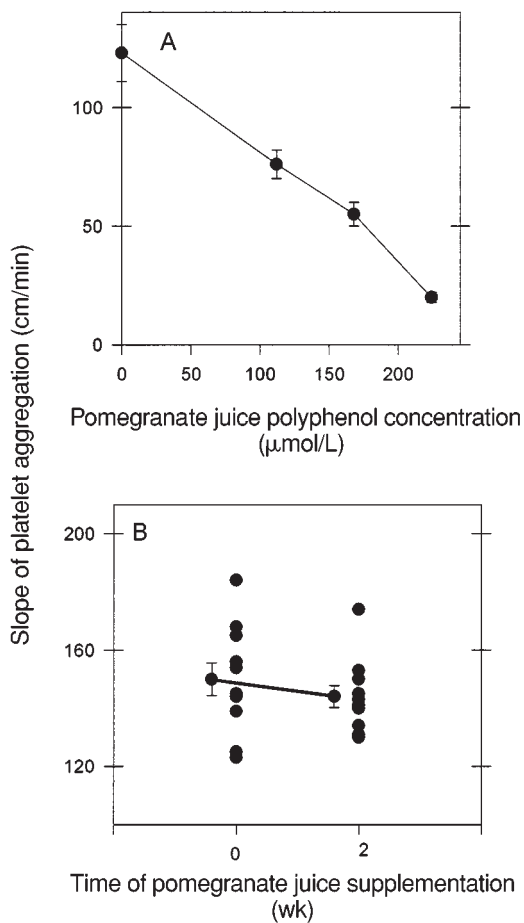 A
100
50
0
0 50 100 150 200
Pomegranate juice polyphenol concentration
(μmol/L)
Slope of platelet aggregation (cm/min)
B
200
160
120
0 2
Time of pomegranate juice supplementation
(wk)